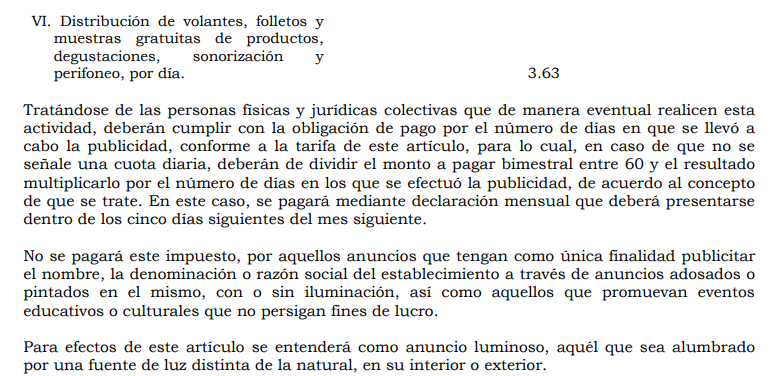 VI. Distribución de volantes, folletos y
muestras gratuitas de productos,
degustaciones, sonorización y
perifoneo, por día. 3.63
Tratándose de las personas físicas y jurídicas colectivas que de manera eventual realicen esta
actividad, deberán cumplir con la obligación de pago por el número de días en que se llevó a
cabo la publicidad, conforme a la tarifa de este artículo, para lo cual, en caso de que no se
señale una cuota diaria, deberán de dividir el monto a pagar bimestral entre 60 y el resultado
multiplicarlo por el número de días en los que se efectuó la publicidad, de acuerdo al concepto
de que se trate. En este caso, se pagará mediante declaración mensual que deberá presentarse
dentro de los cinco días siguientes del mes siguiente.
No se pagará este impuesto, por aquellos anuncios que tengan como única finalidad publicitar
el nombre, la denominación o razón social del establecimiento a través de anuncios adosados o
pintados en el mismo, con o sin iluminación, así como aquellos que promuevan eventos
educativos o culturales que no persigan fines de lucro.
Para efectos de este artículo se entenderá como anuncio luminoso, aquél que sea alumbrado
por una fuente de luz distinta de la natural, en su interior o exterior.